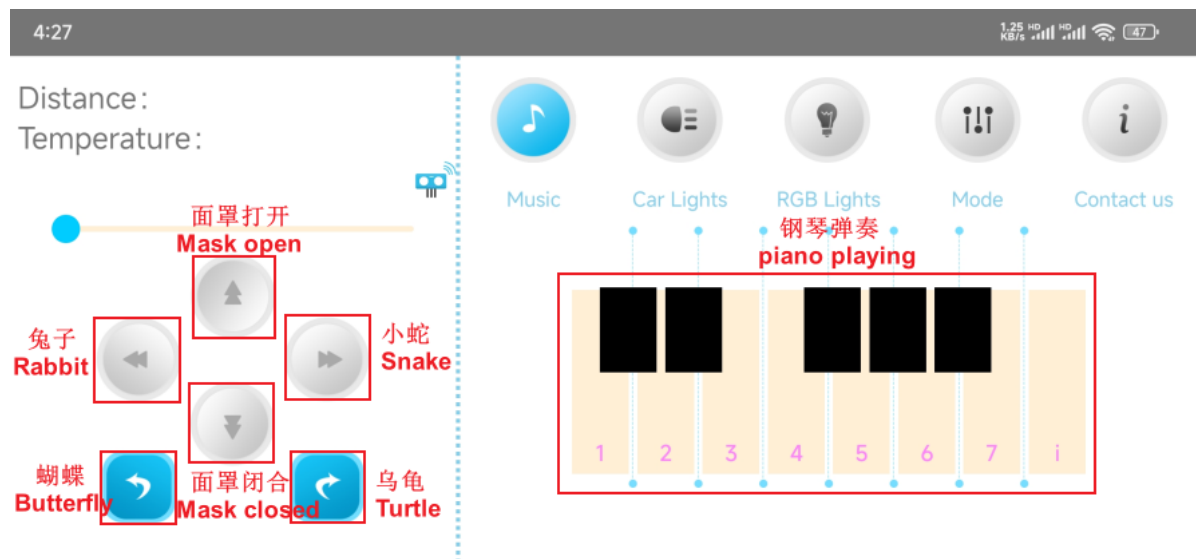 4:27
1.25 KB/s HD HD 47
Distance:
Temperature:
Music
Car Lights
RGB Lights
Mode
Contact us
面罩打开
Mask open
兔子
Rabbit
小蛇
Snake
蝴蝶
Butterfly
面罩闭合
Mask closed
乌龟
Turtle
钢琴弹奏
piano playing
1 2 3 4 5 6 7 i